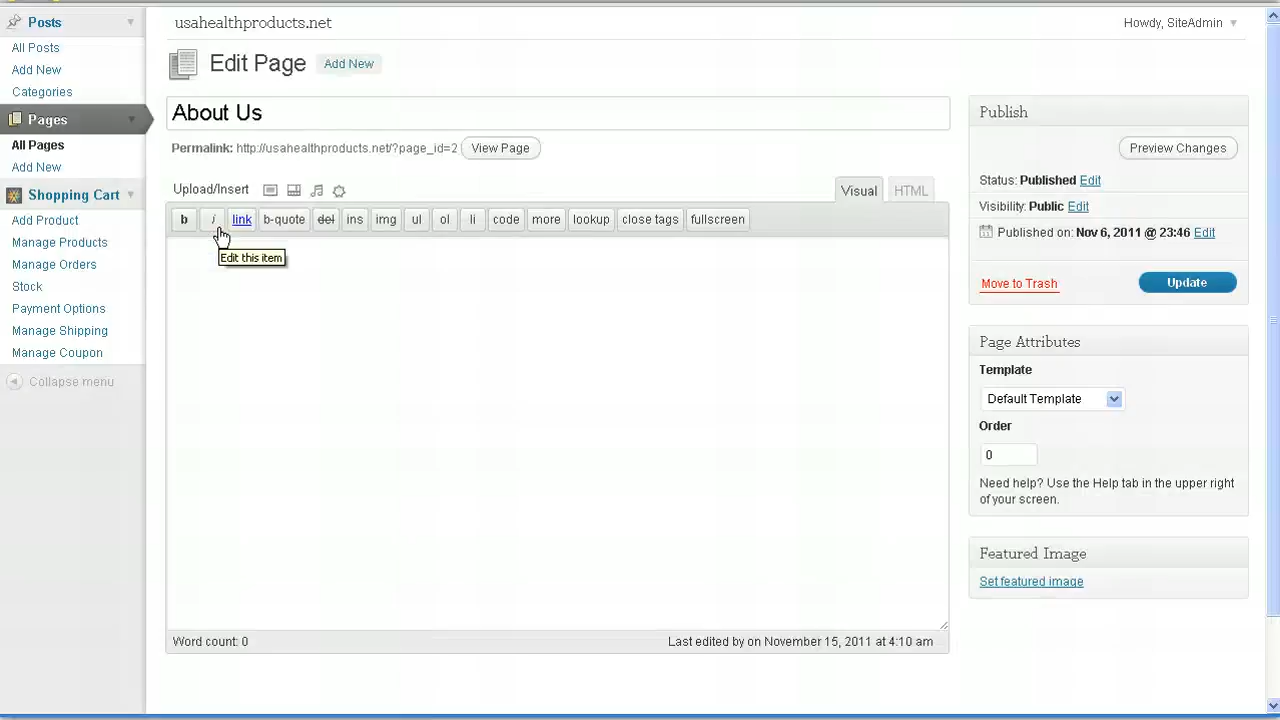 Posts
All Posts
Add New
Categories
Pages
All Pages
Add New
Shopping Cart
Add Product
Manage Products
Manage Orders
Stock
Payment Options
Manage Shipping
Manage Coupon
Collapse menu
usahealthproducts.net
Howdy, SiteAdmin
Edit Page Add New
About Us
Permalink: http://usahealthproducts.net/?page_id=2 View Page
Upload/Insert
Visual HTML
b i link b-quote del ins img ul ol li code more lookup close tags fullscreen
Edit this item
Word count: 0
Last edited by on November 15, 2011 at 4:10 am
Publish
Preview Changes
Status: Published Edit
Visibility: Public Edit
Published on: Nov 6, 2011 @ 23:46 Edit
Move to Trash Update
Page Attributes
Template
Default Template
Order
0
Need help? Use the Help tab in the upper right
of your screen.
Featured Image
Set featured image